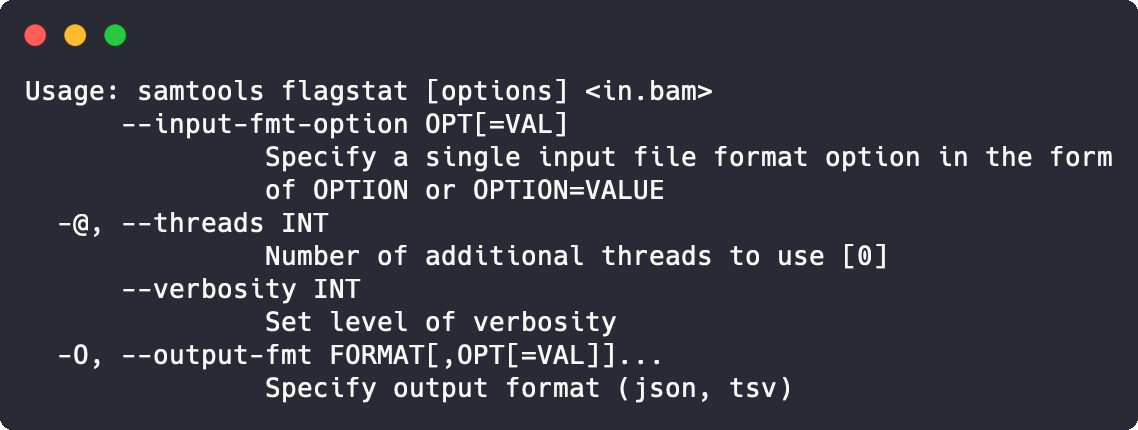 Usage: samtools flagstat [options] <in.bam>
      --input-fmt-option OPT[=VAL]
               Specify a single input file format option in the form
               of OPTION or OPTION=VALUE
  -@, --threads INT
               Number of additional threads to use [0]
      --verbosity INT
               Set level of verbosity
  -O, --output-fmt FORMAT[,OPT[=VAL]]...
               Specify output format (json, tsv)